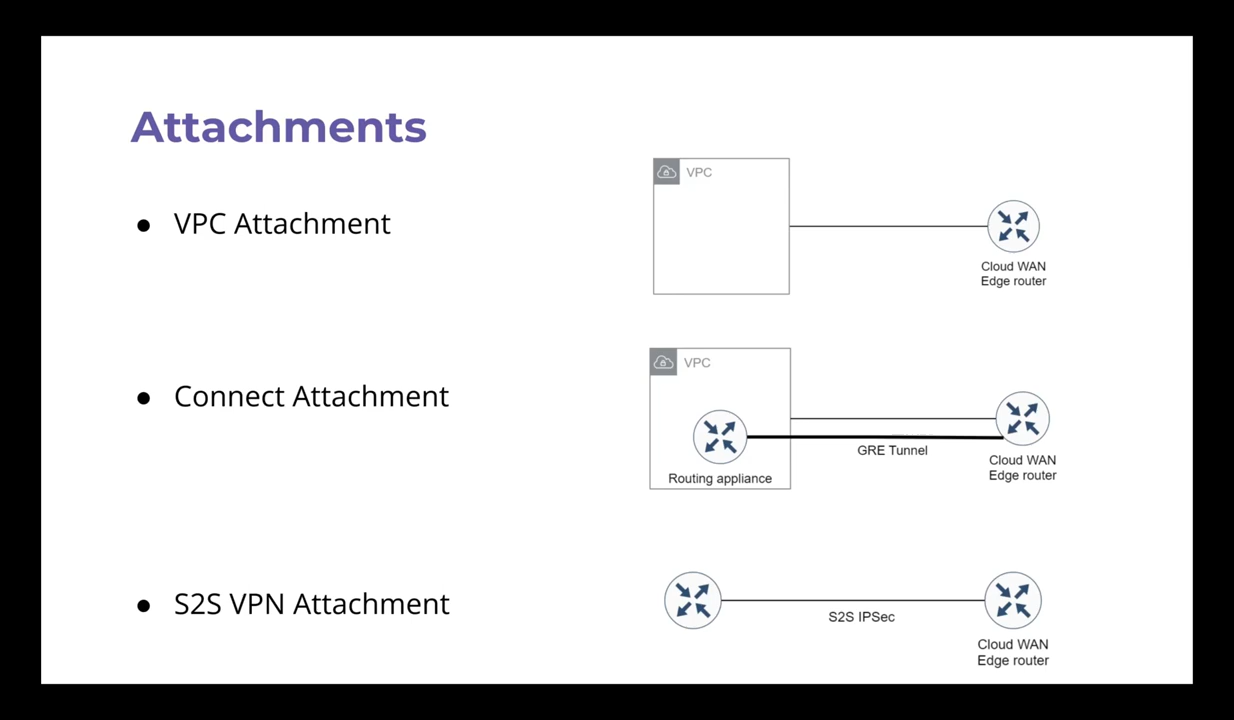 Attachments
● VPC Attachment
VPC
Cloud WAN
Edge router
● Connect Attachment
VPC
Routing appliance
GRE Tunnel
Cloud WAN
Edge router
● S2S VPN Attachment
S2S IPSec
Cloud WAN
Edge router